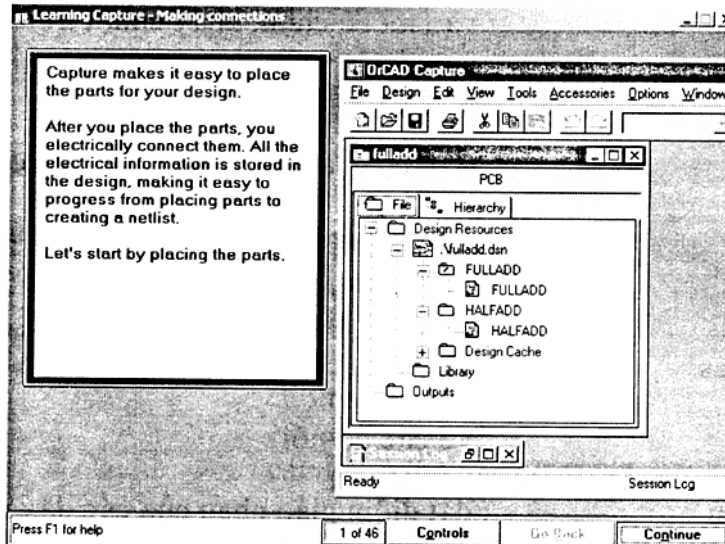 Learning Capture - Making connections
Capture makes it easy to place
the parts for your design.
After you place the parts, you
electrically connect them. All the
electrical information is stored in
the design, making it easy to
progress from placing parts to
creating a netlist.
Let's start by placing the parts.
OrCAD Capture
File Design Edit View Tools Accessories Options Window
fulladd
PCB
File Hierarchy
Design Resources
.\fulladd.dsn
FULLADD
FULLADD
HALFADD
HALFADD
Design Cache
Library
Outputs
Session Log
Ready Session Log
Press F1 for help 1 of 46 Controls Go Back Continue